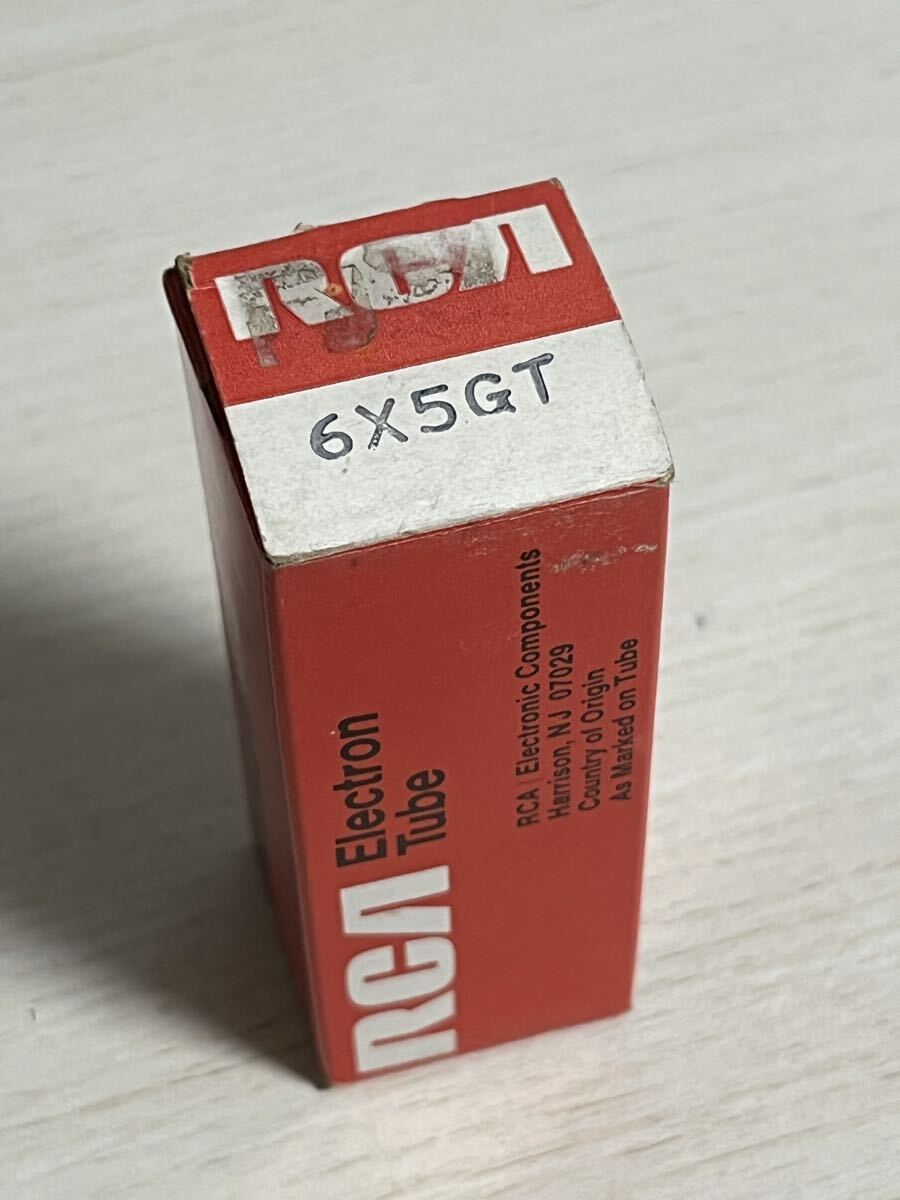 RCA
6X5GT
RCA Electron
Tube
RCA | Electronic Components
Harrison, NJ 07029
Country of Origin
As Marked on Tube